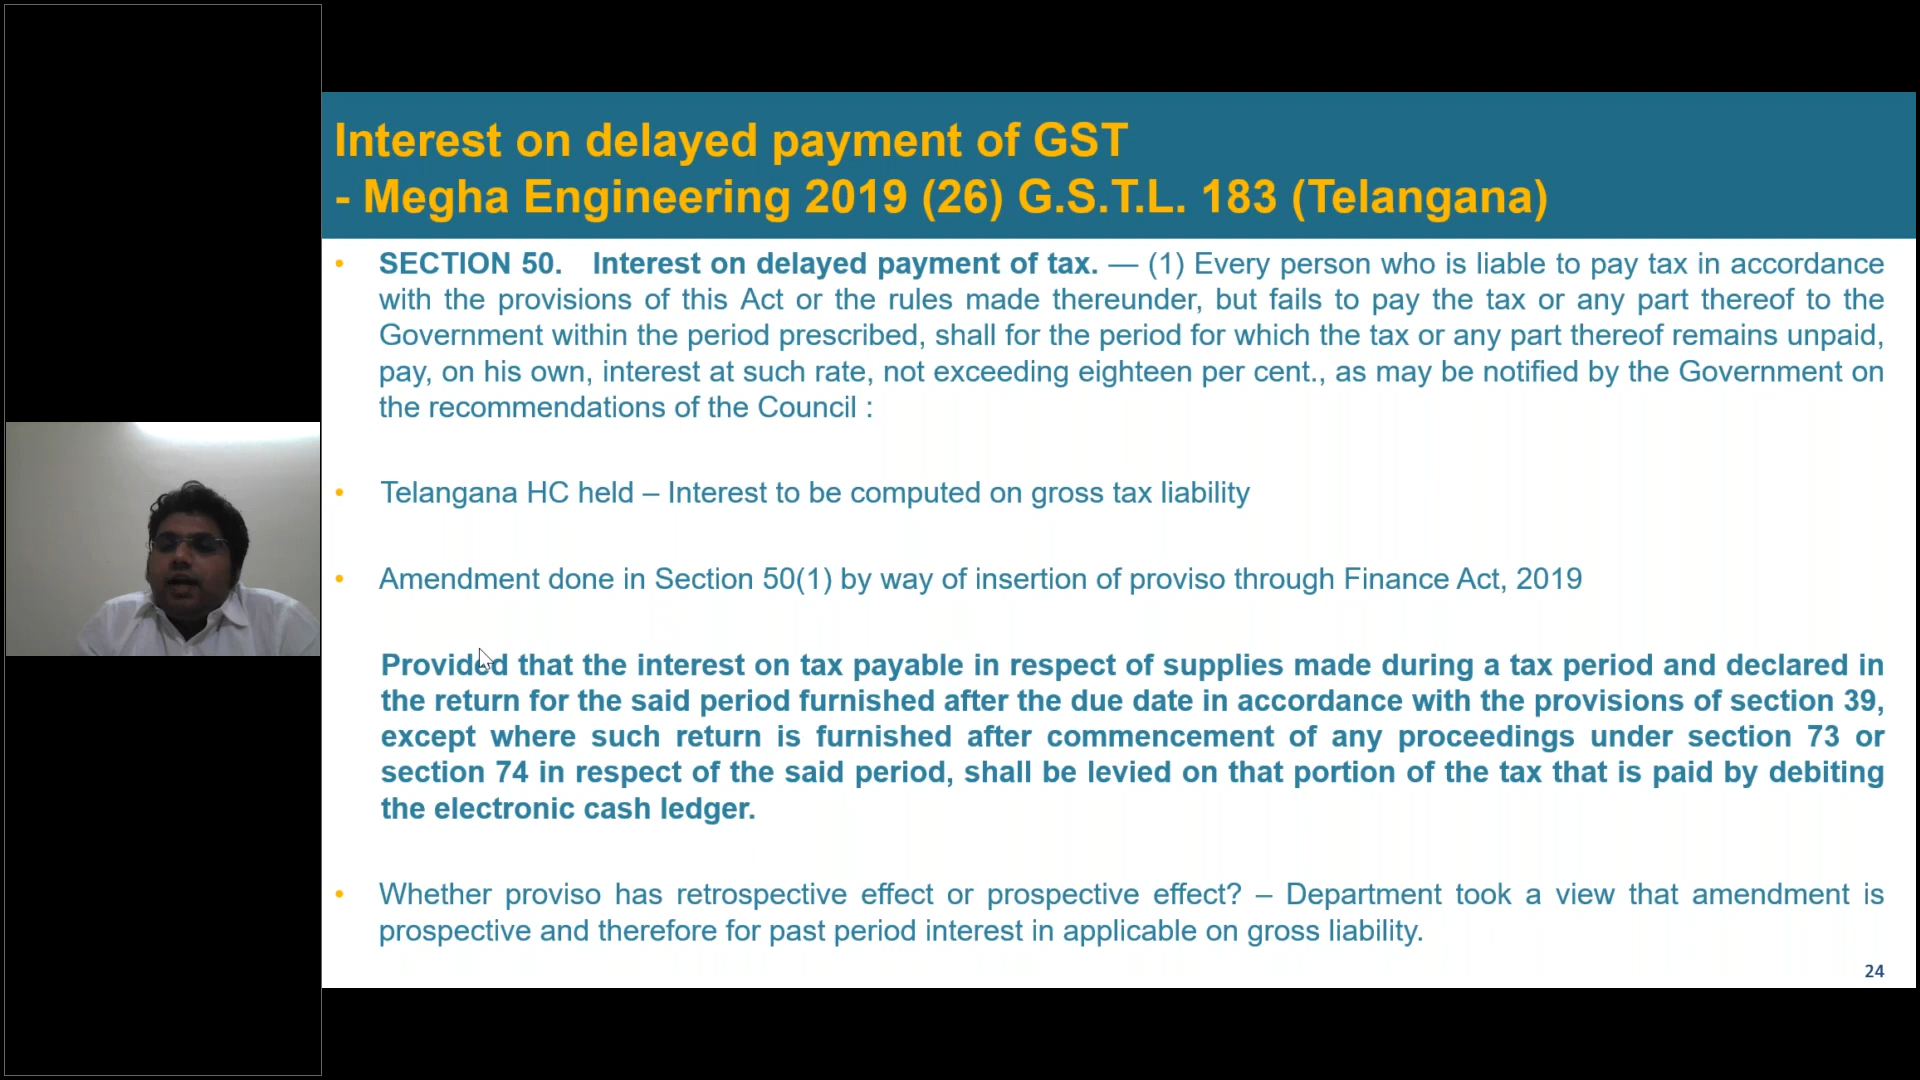 Interest on delayed payment of GST
- Megha Engineering 2019 (26) G.S.T.L. 183 (Telangana)
• SECTION 50. Interest on delayed payment of tax. — (1) Every person who is liable to pay tax in accordance
with the provisions of this Act or the rules made thereunder, but fails to pay the tax or any part thereof to the
Government within the period prescribed, shall for the period for which the tax or any part thereof remains unpaid,
pay, on his own, interest at such rate, not exceeding eighteen per cent., as may be notified by the Government on
the recommendations of the Council :
• Telangana HC held – Interest to be computed on gross tax liability
• Amendment done in Section 50(1) by way of insertion of proviso through Finance Act, 2019
Provided that the interest on tax payable in respect of supplies made during a tax period and declared in
the return for the said period furnished after the due date in accordance with the provisions of section 39,
except where such return is furnished after commencement of any proceedings under section 73 or
section 74 in respect of the said period, shall be levied on that portion of the tax that is paid by debiting
the electronic cash ledger.
• Whether proviso has retrospective effect or prospective effect? – Department took a view that amendment is
prospective and therefore for past period interest in applicable on gross liability.
24